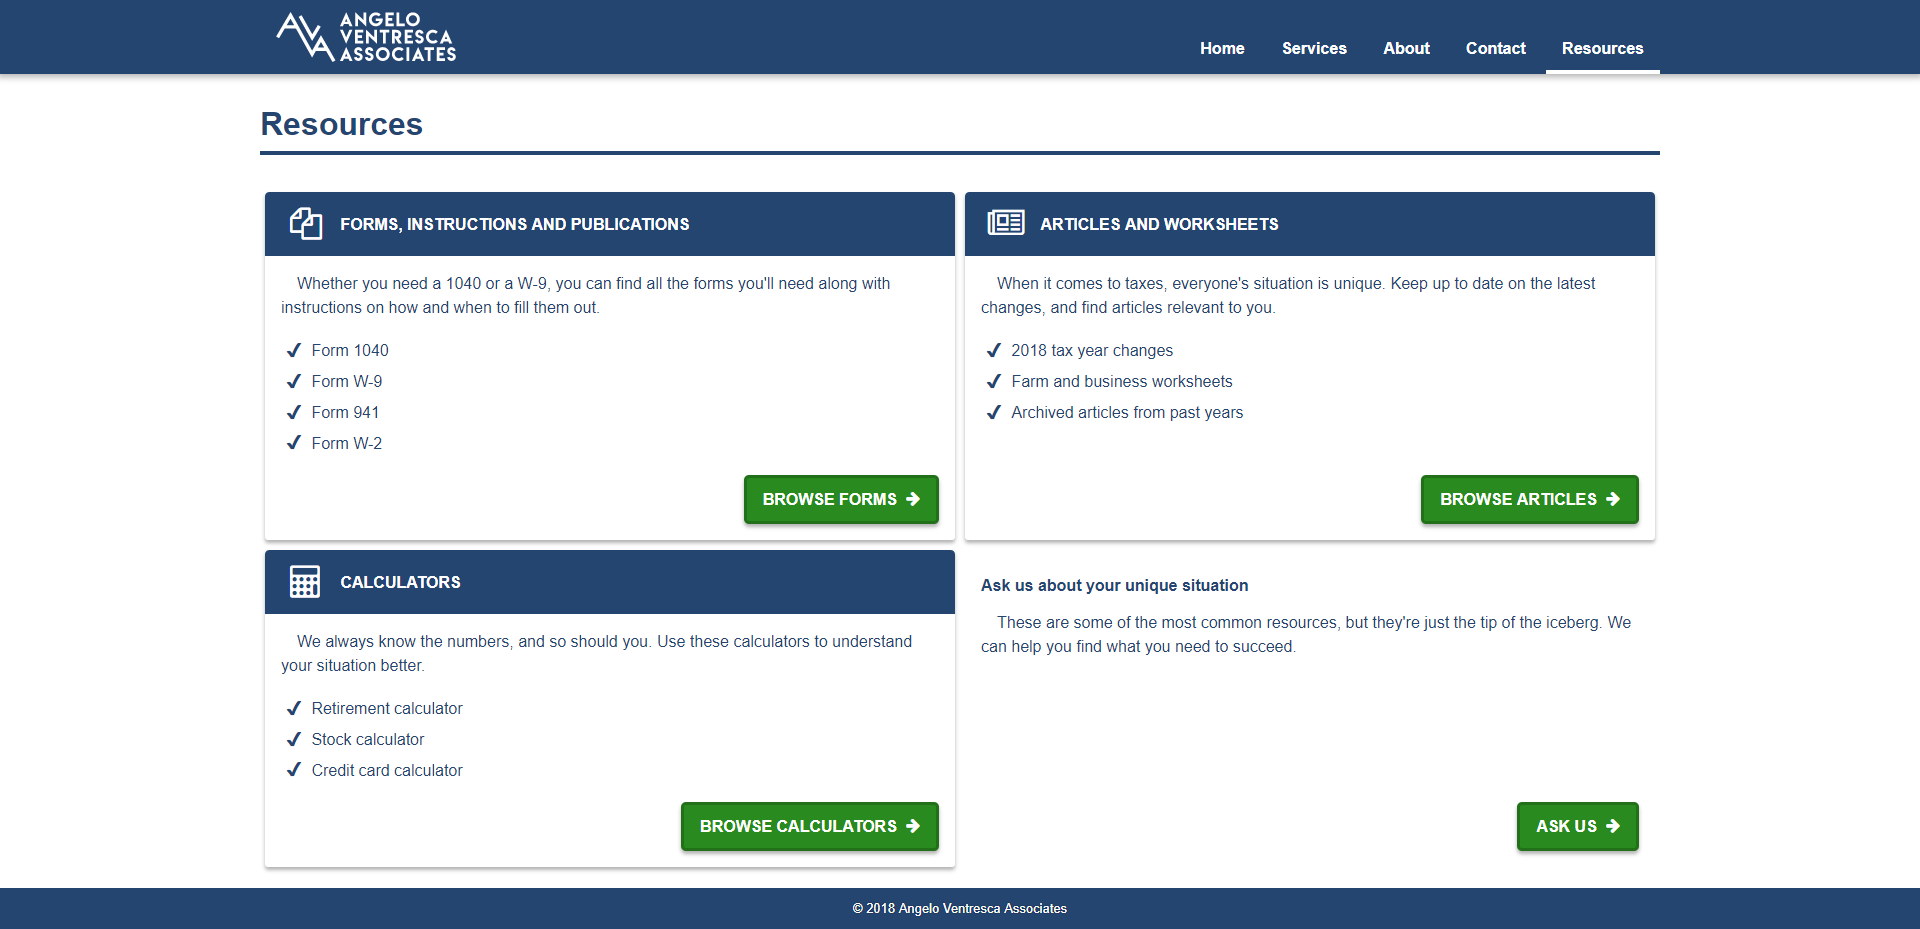 ANGELO
VENTRESCA
ASSOCIATES
Home Services About Contact Resources
Resources
FORMS, INSTRUCTIONS AND PUBLICATIONS
Whether you need a 1040 or a W-9, you can find all the forms you'll need along with
instructions on how and when to fill them out.
Form 1040
Form W-9
Form 941
Form W-2
BROWSE FORMS
ARTICLES AND WORKSHEETS
When it comes to taxes, everyone's situation is unique. Keep up to date on the latest
changes, and find articles relevant to you.
2018 tax year changes
Farm and business worksheets
Archived articles from past years
BROWSE ARTICLES
CALCULATORS
We always know the numbers, and so should you. Use these calculators to understand
your situation better.
Retirement calculator
Stock calculator
Credit card calculator
BROWSE CALCULATORS
Ask us about your unique situation
These are some of the most common resources, but they're just the tip of the iceberg. We
can help you find what you need to succeed.
ASK US
© 2018 Angelo Ventresca Associates